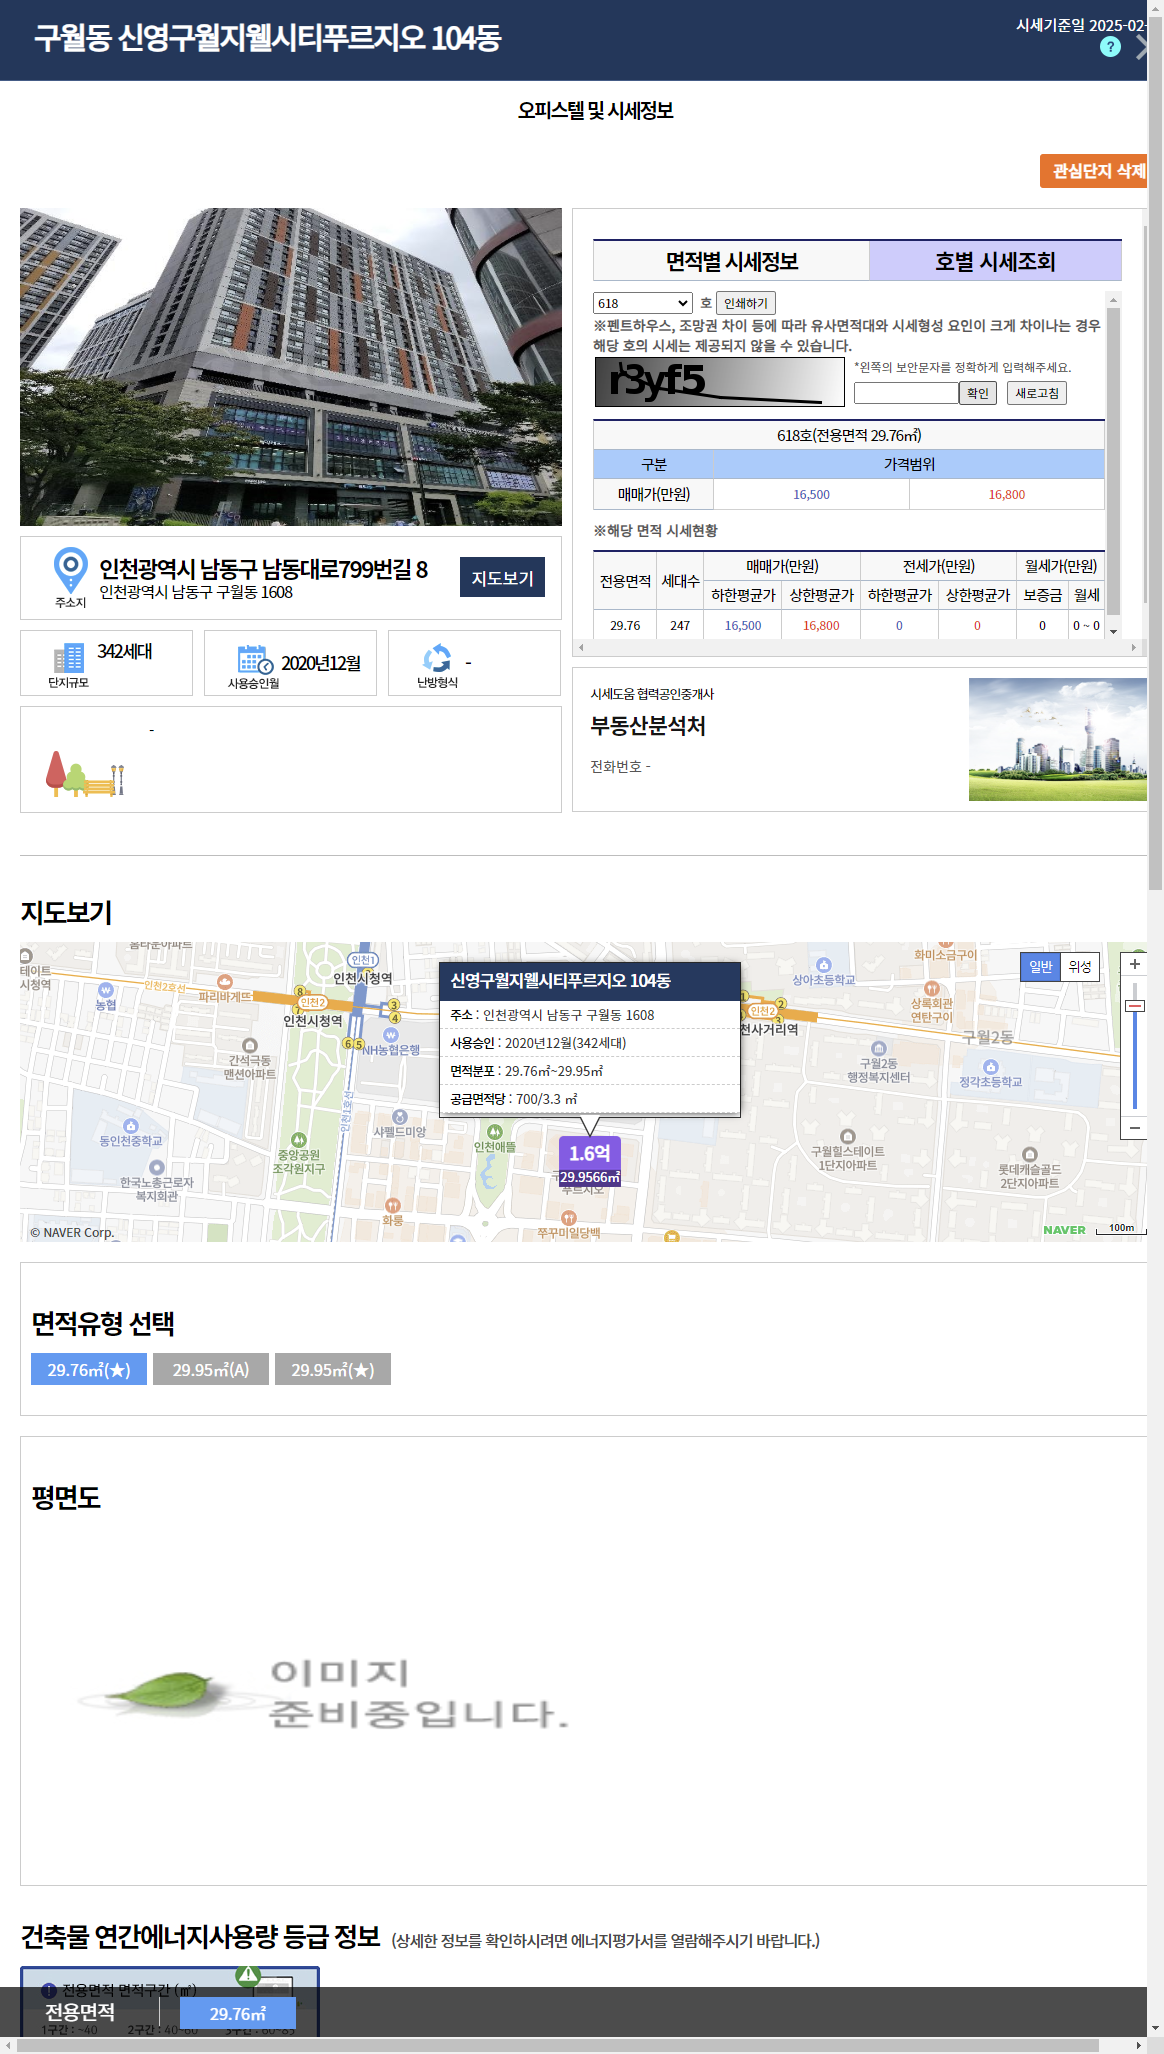 구월동 신영구월지웰시티푸르지오 104동
시세기준일 2025-02-
?
오피스텔 및 시세정보
관심단지 삭제
면적별 시세정보 호별 시세조회
618 호 인쇄하기
※펜트하우스, 조망권 차이 등에 따라 유사면적대와 시세형성 요인이 크게 차이나는 경우
해당 호의 시세는 제공되지 않을 수 있습니다.
r3yf5
*왼쪽의 보안문자를 정확하게 입력해주세요.
확인 새로고침
618호(전용면적 29.76㎡)
구분 가격범위
매매가(만원) 16,500 16,800
※해당 면적 시세현황
전용면적 세대수 매매가(만원) 전세가(만원) 월세가(만원)
하한평균가 상한평균가 하한평균가 상한평균가 보증금 월세
29.76 247 16,500 16,800 0 0 0 0 ~ 0
주소지
인천광역시 남동구 남동대로799번길 8
인천광역시 남동구 구월동 1608
지도보기
단지규모 342세대
사용승인월 2020년12월
난방형식 -
-
시세도움 협력공인중개사
부동산분석처
전화번호 -
지도보기
테이트
시청역
농협
인천2호선
파리바게뜨
인천1
인천시청역
8
인천2
7
인천시청역
3
4
6 5
NH농협은행
간석극동
맨션아파트
인천1호선
동인천중학교
한국노총근로자
복지회관
중앙공원
조각원지구
샤펠드미앙
화룽
인천애뜰
신영구월지웰시티푸르지오 104동
주소 : 인천광역시 남동구 구월동 1608
사용승인 : 2020년12월(342세대)
면적분포 : 29.76㎡~29.95㎡
공급면적당 : 700/3.3 ㎡
1.6억
29.9566㎡
푸르지오
쭈꾸미일당백
상아초등학교
화미소금구이
상록회관
연탄구이
인천2
2
천사거리역
구월2동
구월2동
행정복지센터
정각초등학교
구월힐스테이트
1단지아파트
롯데캐슬골드
2단지아파트
일반 위성
© NAVER Corp.
NAVER
100m
면적유형 선택
29.76㎡(★) 29.95㎡(A) 29.95㎡(★)
평면도
이미지
준비중입니다.
건축물 연간에너지사용량 등급 정보 (상세한 정보를 확인하시려면 에너지평가서를 열람해주시기 바랍니다.)
전용면적 면적구간 (㎡)
1구간 : ~40 2구간 : 40~60 3구간 : 60~85
전용면적 29.76㎡